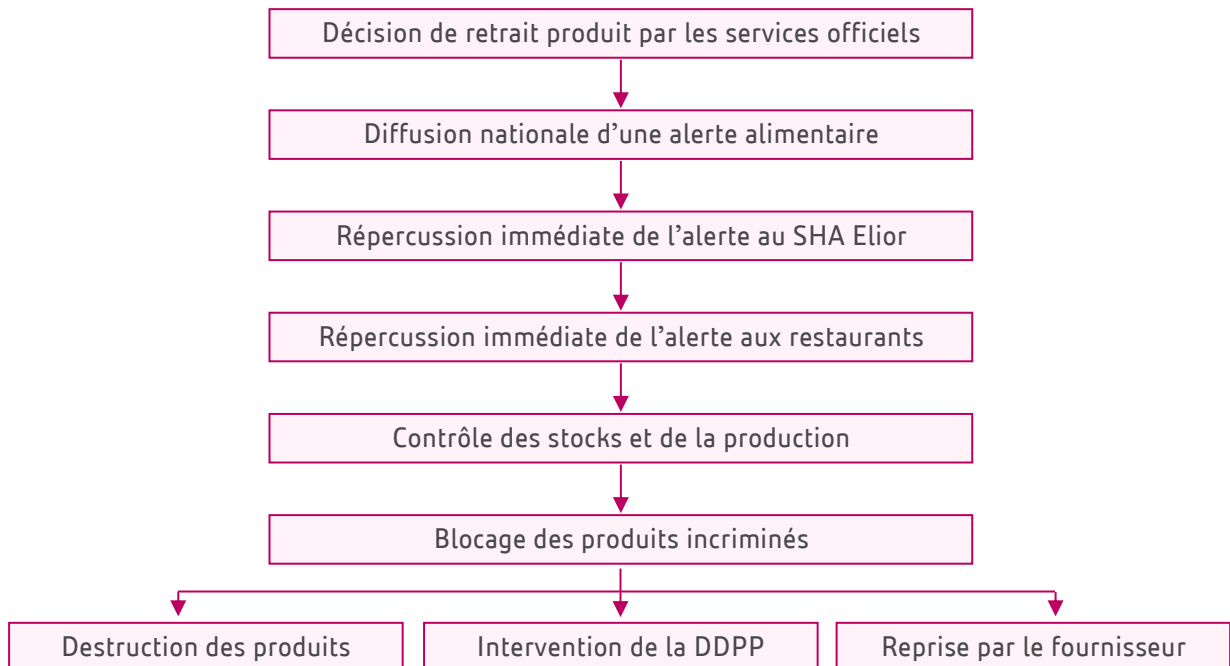 Décision de retrait produit par les services officiels
Diffusion nationale d’une alerte alimentaire
Répercussion immédiate de l’alerte au SHA Elior
Répercussion immédiate de l’alerte aux restaurants
Contrôle des stocks et de la production
Blocage des produits incriminés
Destruction des produits
Intervention de la DDPP
Reprise par le fournisseur